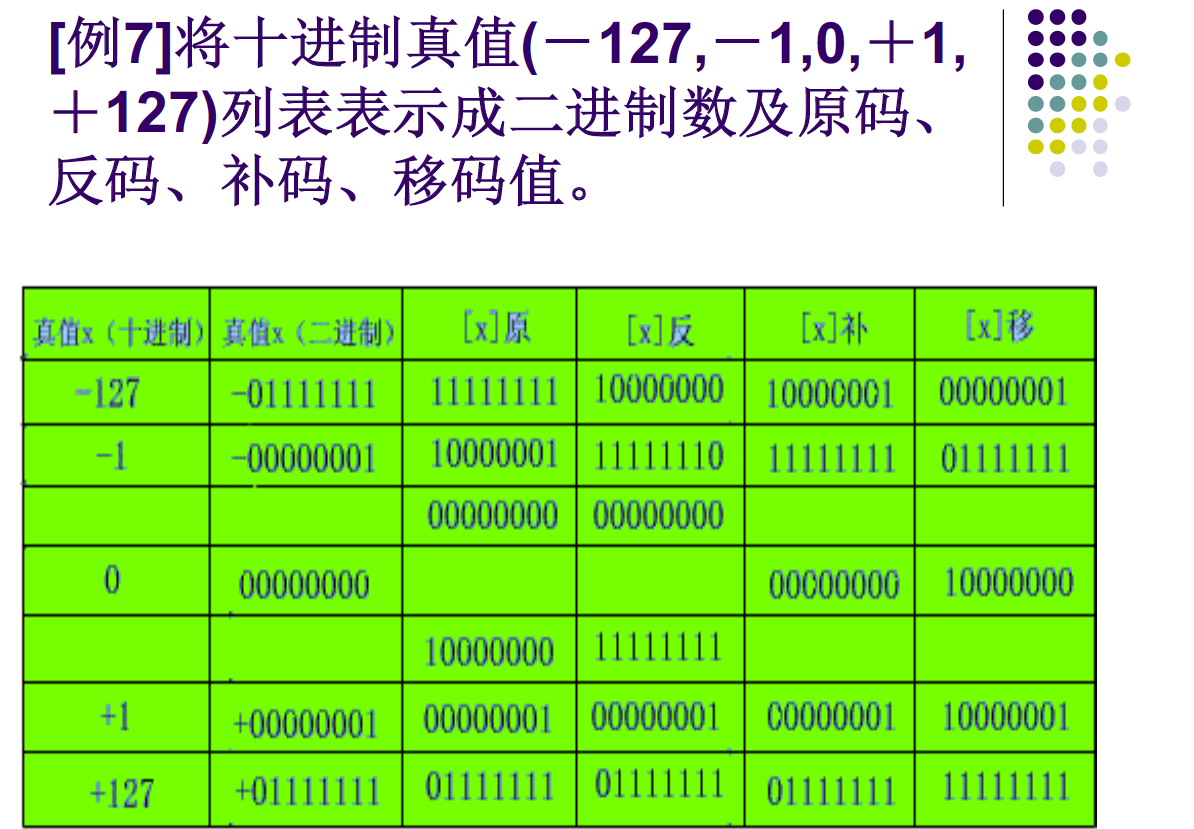 [例7]将十进制真值(－127,－1,0,＋1,
＋127)列表表示成二进制数及原码、
反码、补码、移码值。
真值x（十进制） 真值x（二进制） [x]原 [x]反 [x]补 [x]移
-127 -01111111 11111111 10000000 10000001 00000001
-1 -00000001 10000001 11111110 11111111 01111111
00000000 00000000
0 00000000 00000000 10000000
10000000 11111111
+1 +00000001 00000001 00000001 00000001 10000001
+127 +01111111 01111111 01111111 01111111 11111111